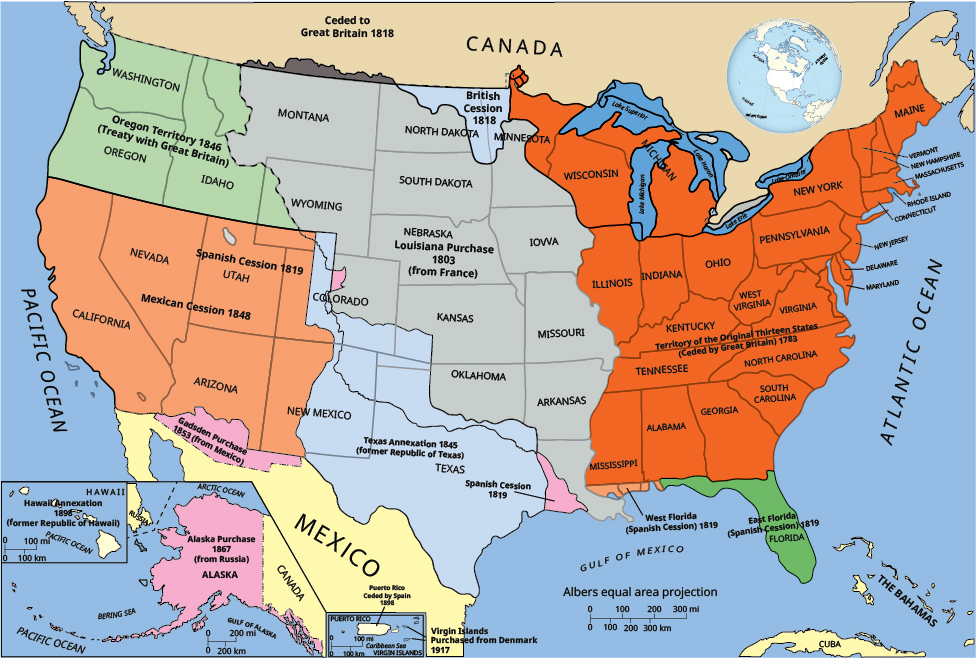 Ceded to
Great Britain 1818
CANADA
WASHINGTON
MONTANA
British
Cession
1818
NORTH DAKOTA
MINNESOTA
Lake Superior
MAINE
Oregon Territory 1846
(Treaty with Great Britain)
OREGON
IDAHO
SOUTH DAKOTA
WISCONSIN
MICHIGAN
Lake Michigan
Lake Huron
Lake Ontario
Lake Erie
NEW YORK
VERMONT
NEW HAMPSHIRE
MASSACHUSETTS
RHODE ISLAND
CONNECTICUT
WYOMING
NEBRASKA
Louisiana Purchase
1803
(from France)
IOVVA
PENNSYLVANIA
NEW JERSEY
DELAWARE
MARYLAND
NEVADA
Spanish Cession 1819
UTAH
Mexican Cession 1848
COLORADO
ILLINOIS
INDIANA
OHIO
WEST
VIRGINIA
VIRGINIA
CALIFORNIA
KANSAS
MISSOURI
KENTUCKY
Territory of the Original Thirteen States
(Ceded by Great Britain) 1783
TENNESSEE
NORTH CAROLINA
PACIFIC OCEAN
ATLANTIC OCEAN
ARIZONA
NEW MEXICO
OKLAHOMA
ARKANSAS
SOUTH
CAROLINA
GEORGIA
ALABAMA
MISSISSIPPI
Gadsden Purchase
1853 (from Mexico)
Texas Annexation 1845
(former Republic of Texas)
TEXAS
Spanish Cession
1819
West Florida
(Spanish Cession) 1819
East Florida
(Spanish Cession) 1819
FLORIDA
GULF OF MEXICO
MEXICO
HAWAII
Hawaii Annexation
1898
(former Republic of Hawaii)
PACIFIC OCEAN
0 100 mi
0 100 km
ARCTIC OCEAN
RUSSIA
Alaska Purchase
1867
(from Russia)
ALASKA
CANADA
BERING SEA
GULF OF ALASKA
PACIFIC OCEAN
0 200 mi
0 200 km
Puerto Rico
Ceded by Spain
1898
PUERTO RICO
0 100 mi
0 100 km
Caribbean Sea
VIRGIN ISLANDS
Virgin Islands
Purchased from Denmark
1917
Albers equal area projection
0 100 200 300 mi
0 100 200 300 km
THE BAHAMAS
CUBA